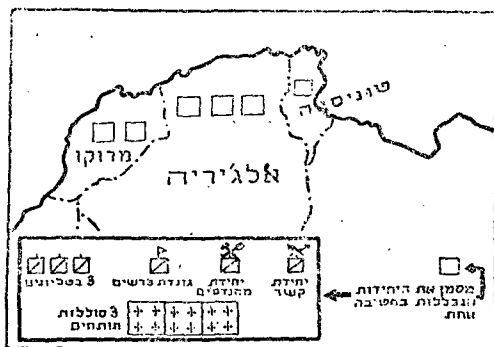 טוניסיה
מרוקו
אלג'יריה
יחידת
קשר
יחידת
מהנדסים
גונדת פרשים
3 בטליונים
3 סוללות
תותחים
מסמן את היחידות
הנכללות בחטיבה
אחת.